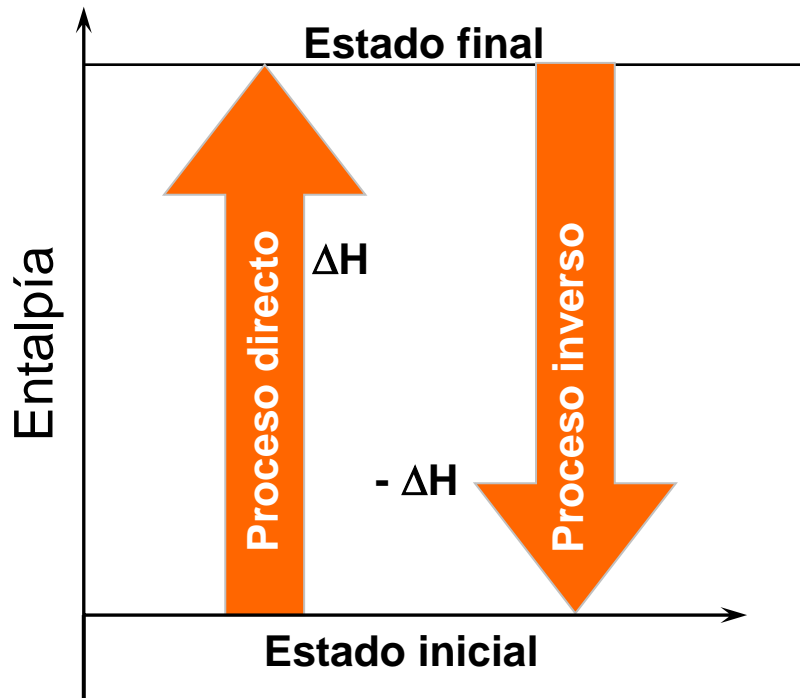 Estado final
Entalpía
Proceso directo
ΔH
Proceso inverso
- ΔH
Estado inicial